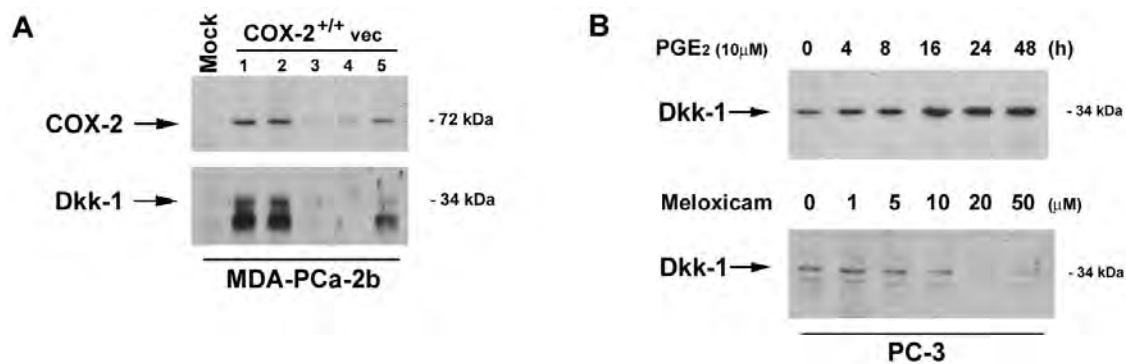 A
Mock
COX-2+/+ vec
1 2 3 4 5
COX-2
- 72 kDa
Dkk-1
- 34 kDa
MDA-PCa-2b
B
PGE2 (10μM) 0 4 8 16 24 48 (h)
Dkk-1
- 34 kDa
Meloxicam 0 1 5 10 20 50 (μM)
Dkk-1
- 34 kDa
PC-3